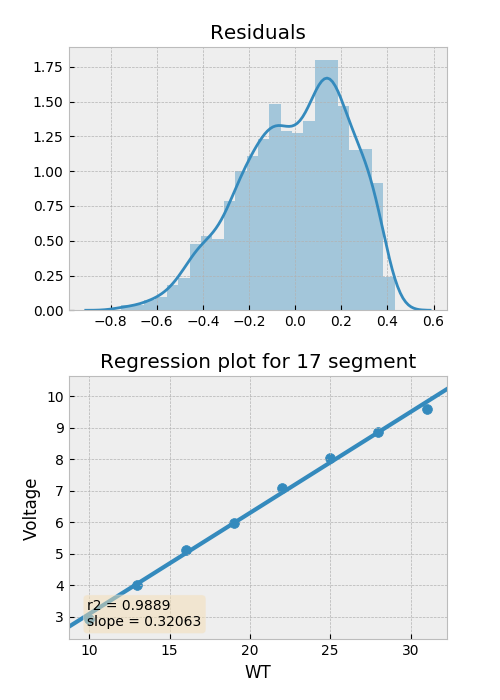 Residuals
1.75
1.50
1.25
1.00
0.75
0.50
0.25
0.00
−0.8 −0.6 −0.4 −0.2 0.0 0.2 0.4 0.6
Regression plot for 17 segment
10
9
8
7
6
5
4
3
Voltage
r2 = 0.9889
slope = 0.32063
10 15 20 25 30
WT